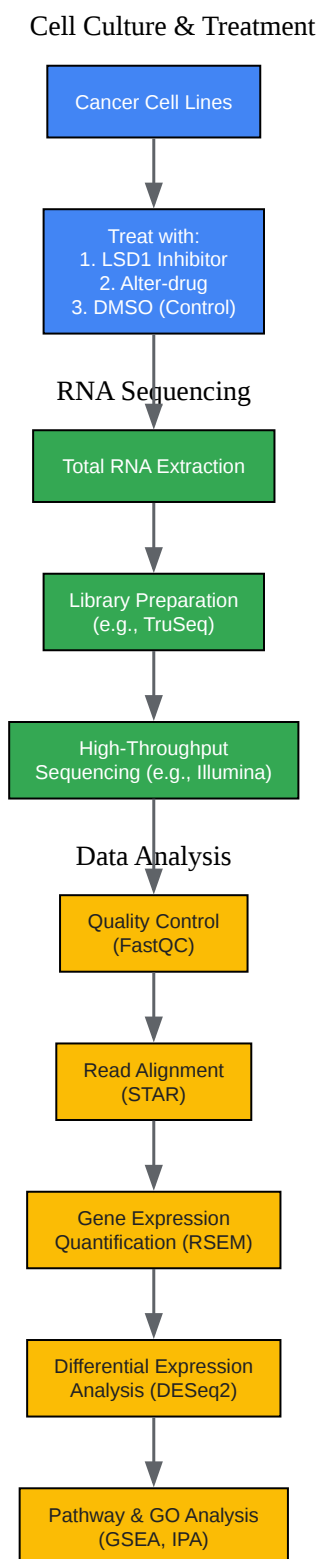 Cell Culture & Treatment
Cancer Cell Lines
Treat with:
1. LSD1 Inhibitor
2. Alter-drug
3. DMSO (Control)
RNA Sequencing
Total RNA Extraction
Library Preparation
(e.g., TruSeq)
High-Throughput
Sequencing (e.g., Illumina)
Data Analysis
Quality Control
(FastQC)
Read Alignment
(STAR)
Gene Expression
Quantification (RSEM)
Differential Expression
Analysis (DESeq2)
Pathway & GO Analysis
(GSEA, IPA)